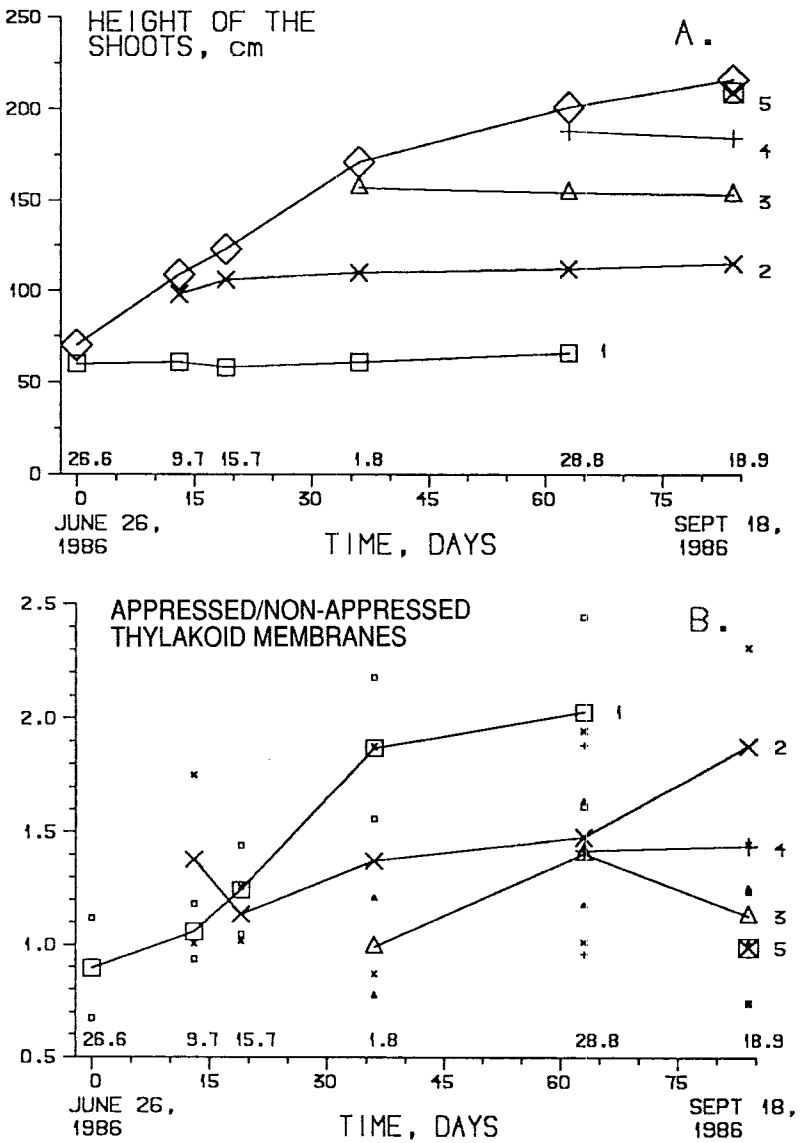 HEIGHT OF THE
SHOOTS, cm
A.
250
200
150
100
50
0
5
4
3
2
1
26.6 9.7 15.7 1.8 28.8 18.9
0 15 30 45 60 75
JUNE 26,
1986
TIME, DAYS
SEPT 18,
1986
APPRESSED/NON-APPRESSED
THYLAKOID MEMBRANES
B.
2.5
2.0
1.5
1.0
0.5
1
2
4
3
5
26.6 9.7 15.7 1.8 28.8 18.9
0 15 30 45 60 75
JUNE 26,
1986
TIME, DAYS
SEPT 18,
1986